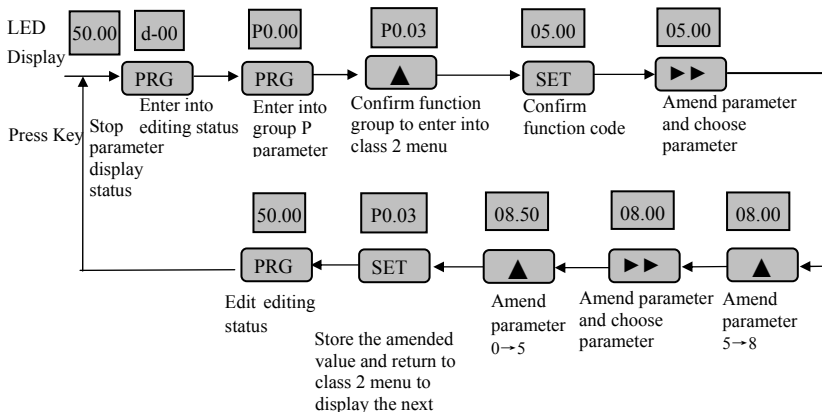 LED
Display
50.00
d-00
P0.00
P0.03
05.00
05.00
PRG
PRG
▲
SET
►►
Press Key
Stop
parameter
display
status
Enter into
editing status
Enter into
group P
parameter
Confirm function
group to enter into
class 2 menu
Confirm
function code
Amend parameter
and choose
parameter
50.00
P0.03
08.50
08.00
08.00
PRG
SET
▲
►►
▲
Edit editing
status
Store the amended
value and return to
class 2 menu to
display the next
Amend
parameter
0→5
Amend parameter
and choose
parameter
Amend
parameter
5→8